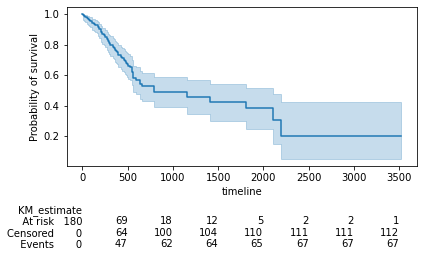 1.0
0.8
0.6
0.4
0.2
Probability of survival
0 500 1000 1500 2000 2500 3000 3500
timeline
KM_estimate
At risk 180 69 18 12 5 2 2 1
Censored 0 64 100 104 110 111 111 112
Events 0 47 62 64 65 67 67 67